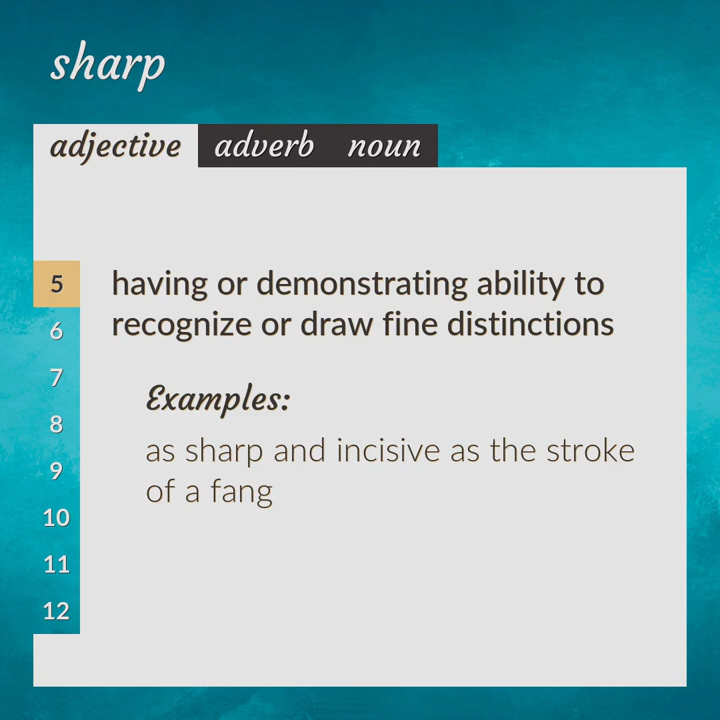 sharp
adjective adverb noun
5
having or demonstrating ability to
recognize or draw fine distinctions
6
7
Examples:
8
as sharp and incisive as the stroke
9
of a fang
10
11
12